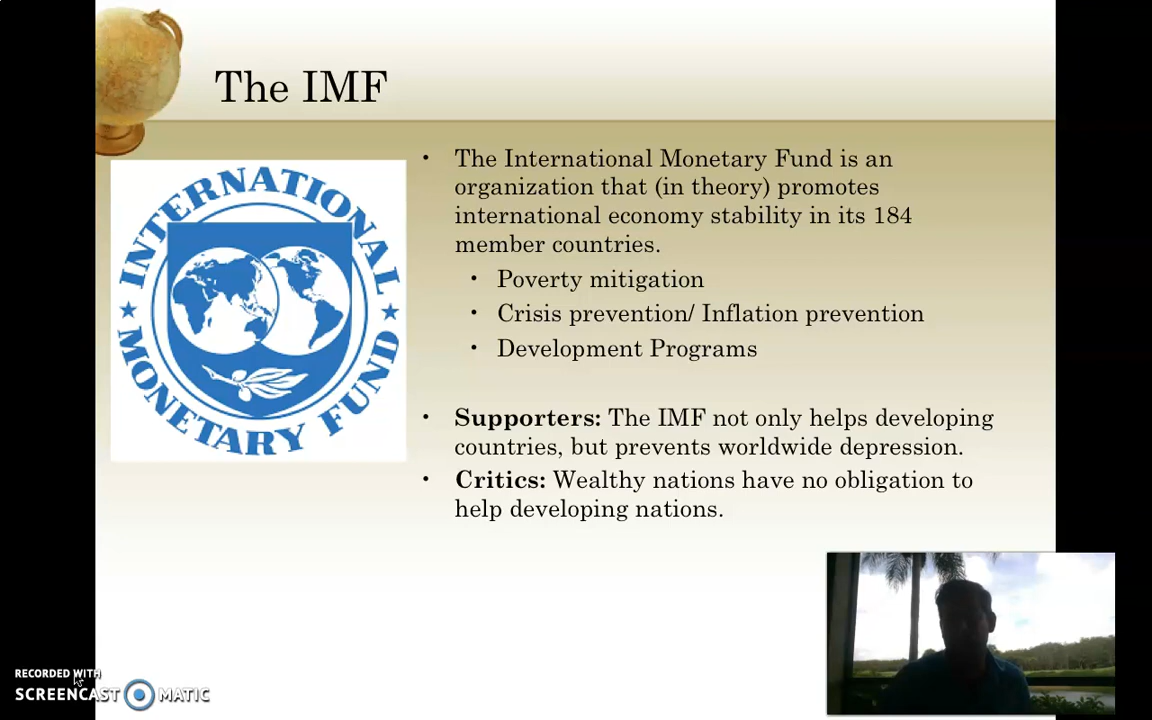 The IMF
INTERNATIONAL
MONETARY FUND
• The International Monetary Fund is an
organization that (in theory) promotes
international economy stability in its 184
member countries.
• Poverty mitigation
• Crisis prevention/ Inflation prevention
• Development Programs
• Supporters: The IMF not only helps developing
countries, but prevents worldwide depression.
• Critics: Wealthy nations have no obligation to
help developing nations.
RECORDED WITH
SCREENCAST MATIC